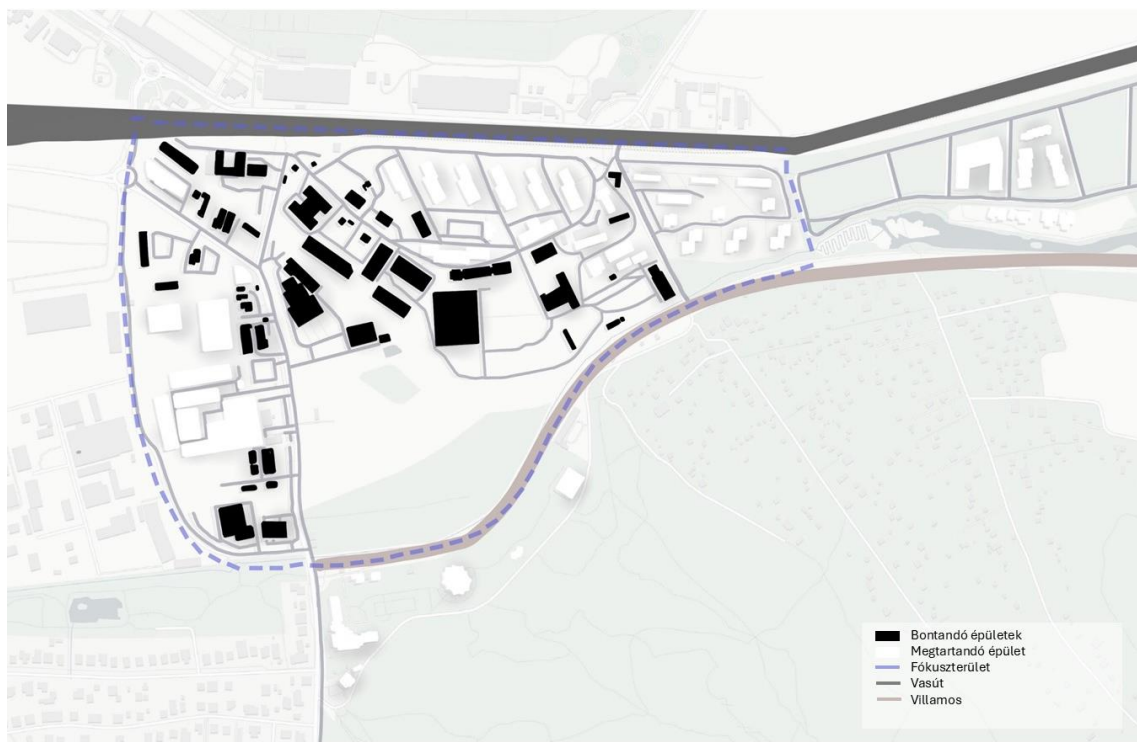 Bontandó épületek
Megtartandó épület
Fókuszterület
Vasút
Villamos